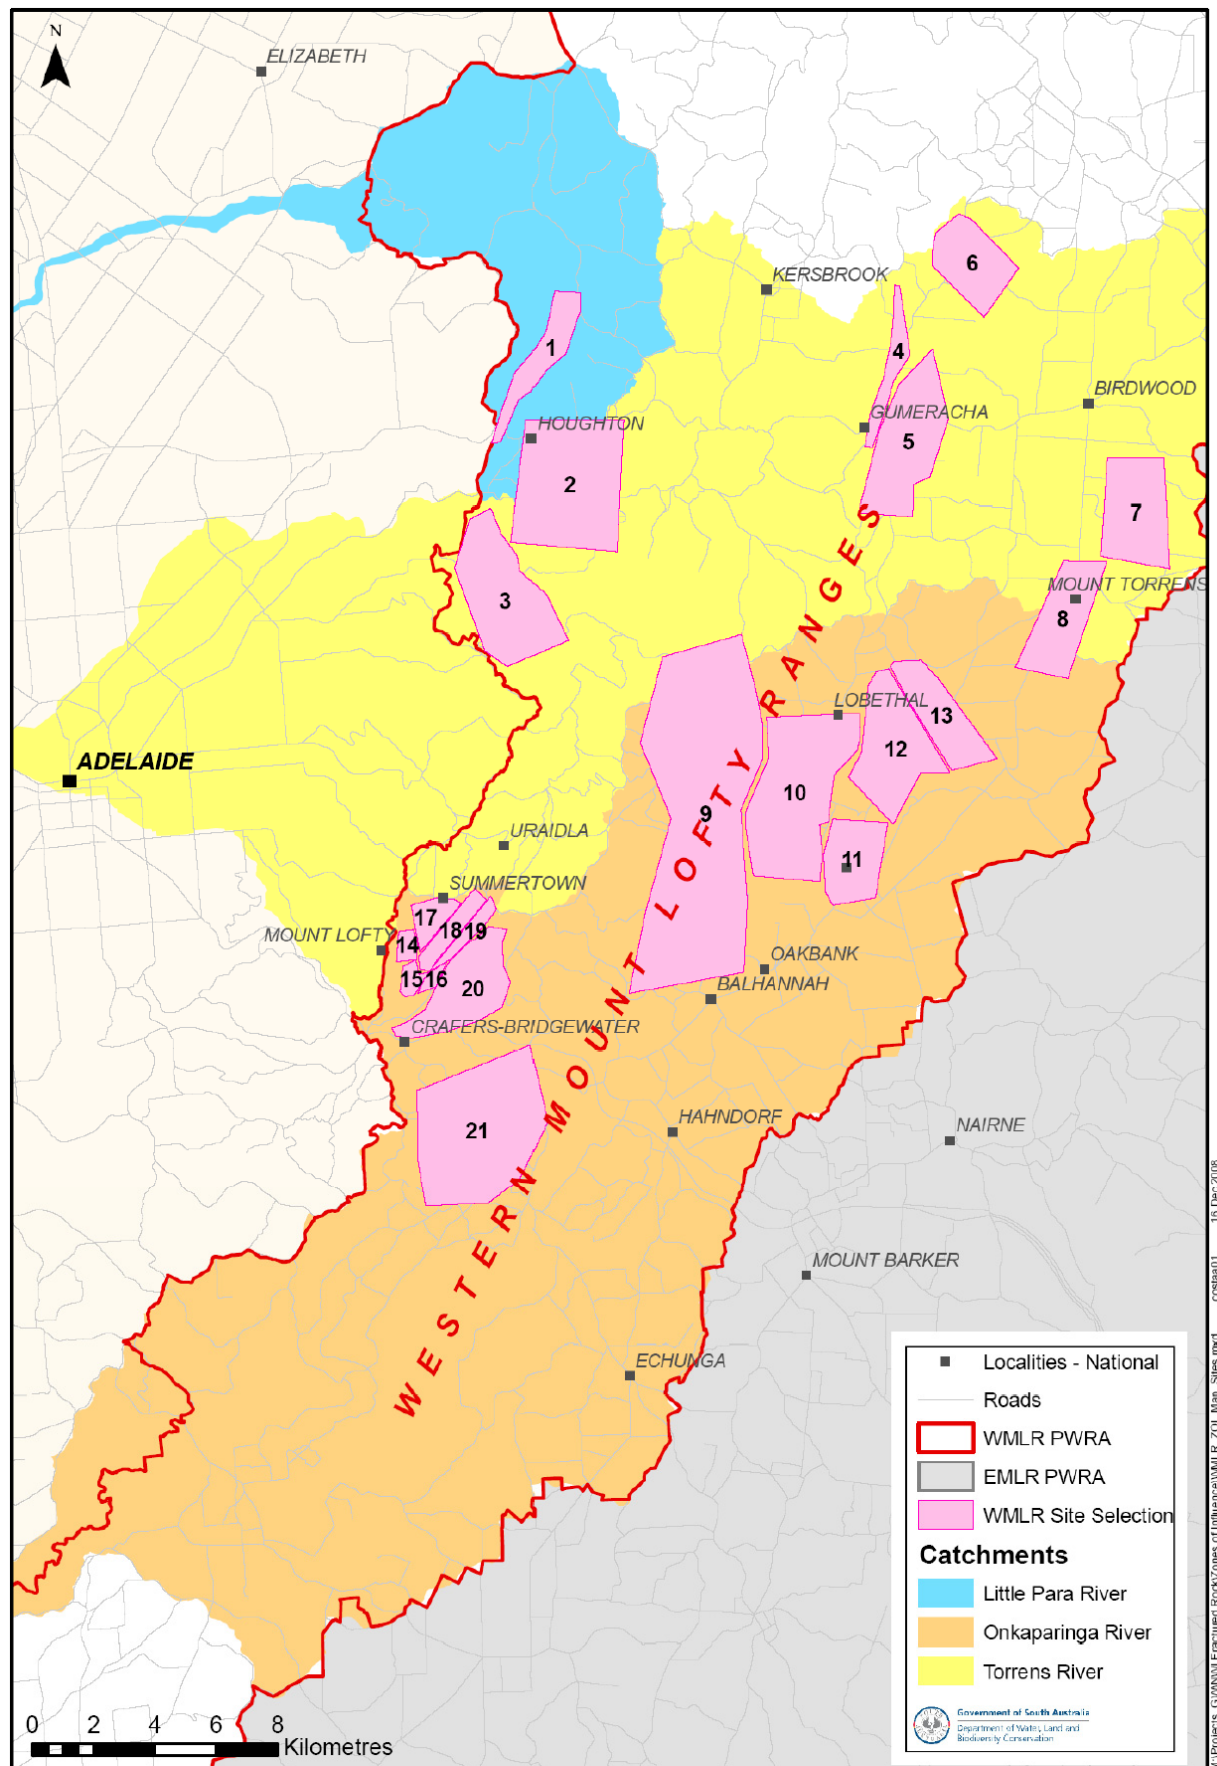 N
ELIZABETH
KERSBROOK
6
1
4
BIRDWOOD
HOUGHTON
GUMERACHA
5
2
7
3
MOUNT TORRENS
8
LOBETHAL
13
12
ADELAIDE
10
9
URAIDLA
11
SUMMERTOWN
17
18
19
MOUNT LOFTY
14
15
16
20
OAKBANK
BALHANNAH
CRAFERS-BRIDGEWATER
21
HAHNDORF
NAIRNE
WESTERN MOUNT LOFTY RANGES
MOUNT BARKER
ECHUNGA
Localities - National
Roads
WMLR PWRA
EMLR PWRA
WMLR Site Selection
Catchments
Little Para River
Onkaparinga River
Torrens River
Government of South Australia
Department of Water, Land and
Biodiversity Conservation
0 2 4 6 8
Kilometres
costaa01 16 Dec 2008